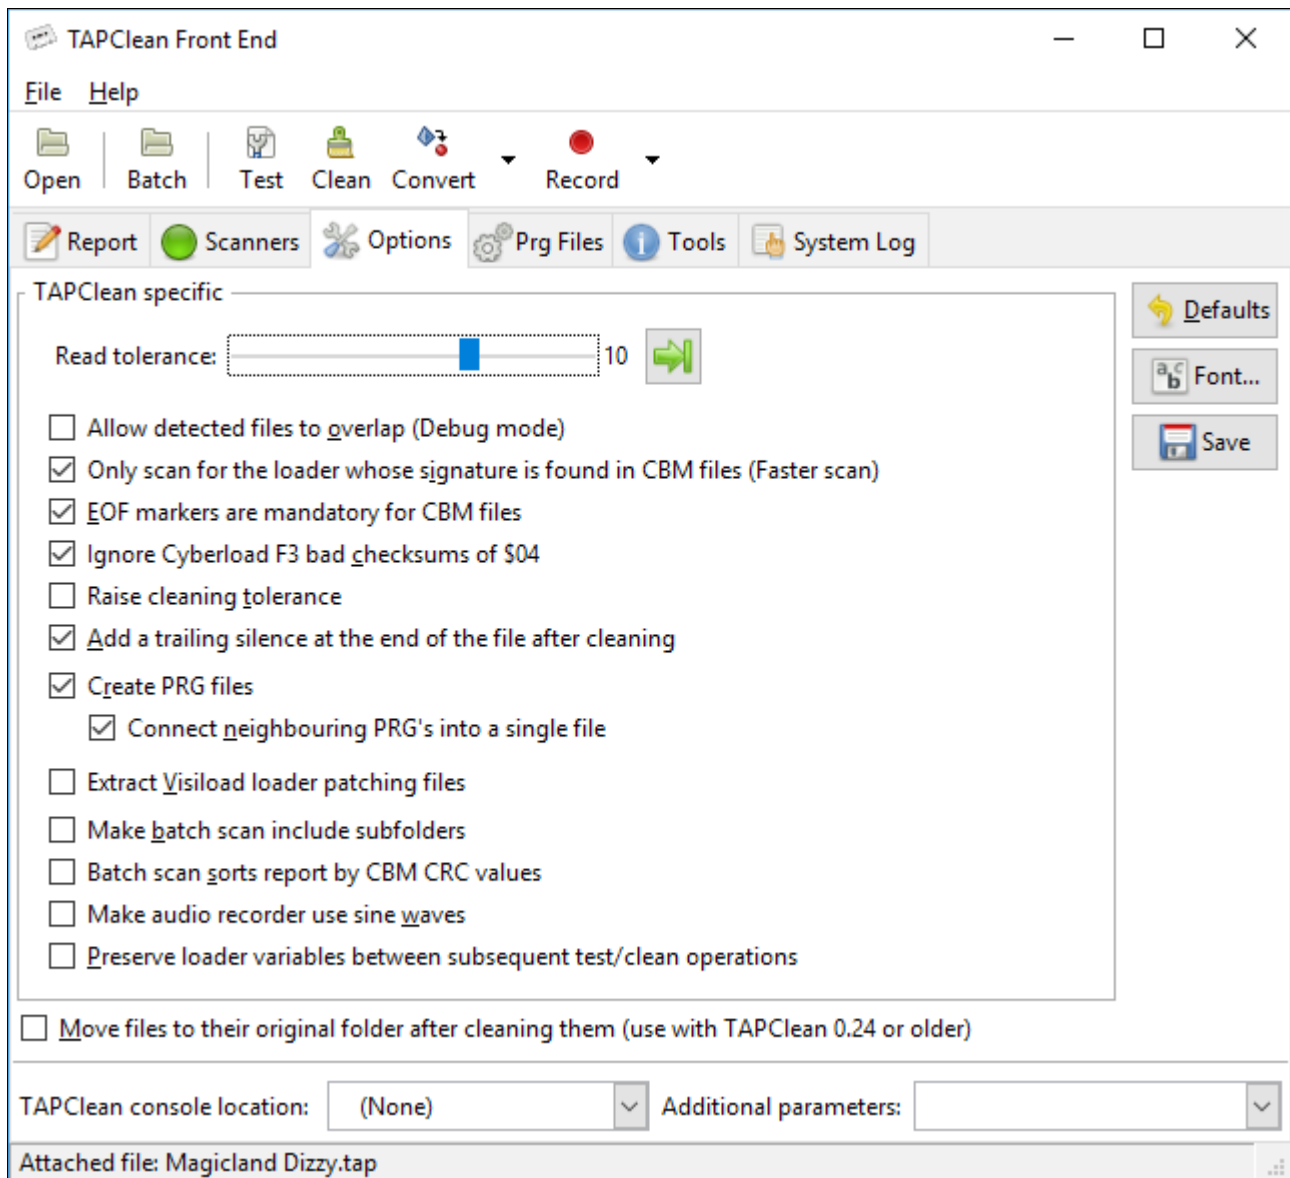 TAPClean Front End
File Help
Open Batch Test Clean Convert Record
Report Scanners Options Prg Files Tools System Log
TAPClean specific
Defaults
Read tolerance: 10
abc Font...
Allow detected files to overlap (Debug mode)
Only scan for the loader whose signature is found in CBM files (Faster scan)
Save
EOF markers are mandatory for CBM files
Ignore Cyberload F3 bad checksums of $04
Raise cleaning tolerance
Add a trailing silence at the end of the file after cleaning
Create PRG files
Connect neighbouring PRG's into a single file
Extract Visiload loader patching files
Make batch scan include subfolders
Batch scan sorts report by CBM CRC values
Make audio recorder use sine waves
Preserve loader variables between subsequent test/clean operations
Move files to their original folder after cleaning them (use with TAPClean 0.24 or older)
TAPClean console location: (None) Additional parameters:
Attached file: Magicland Dizzy.tap